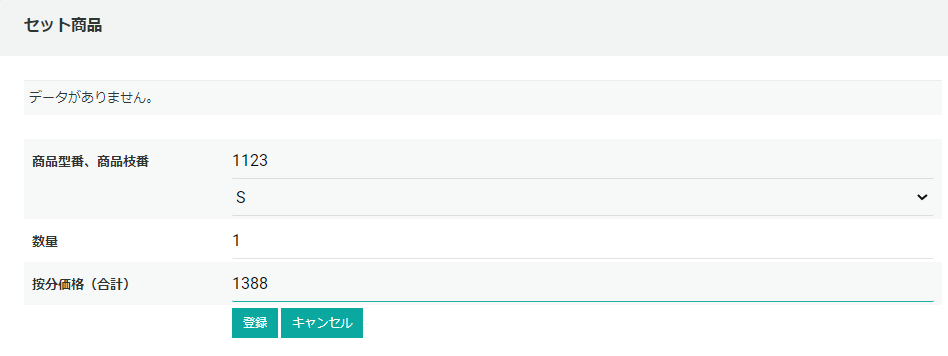 セット商品
データがありません。
商品型番、商品枝番
1123
S
数量
1
按分価格（合計）
1388
登録 キャンセル